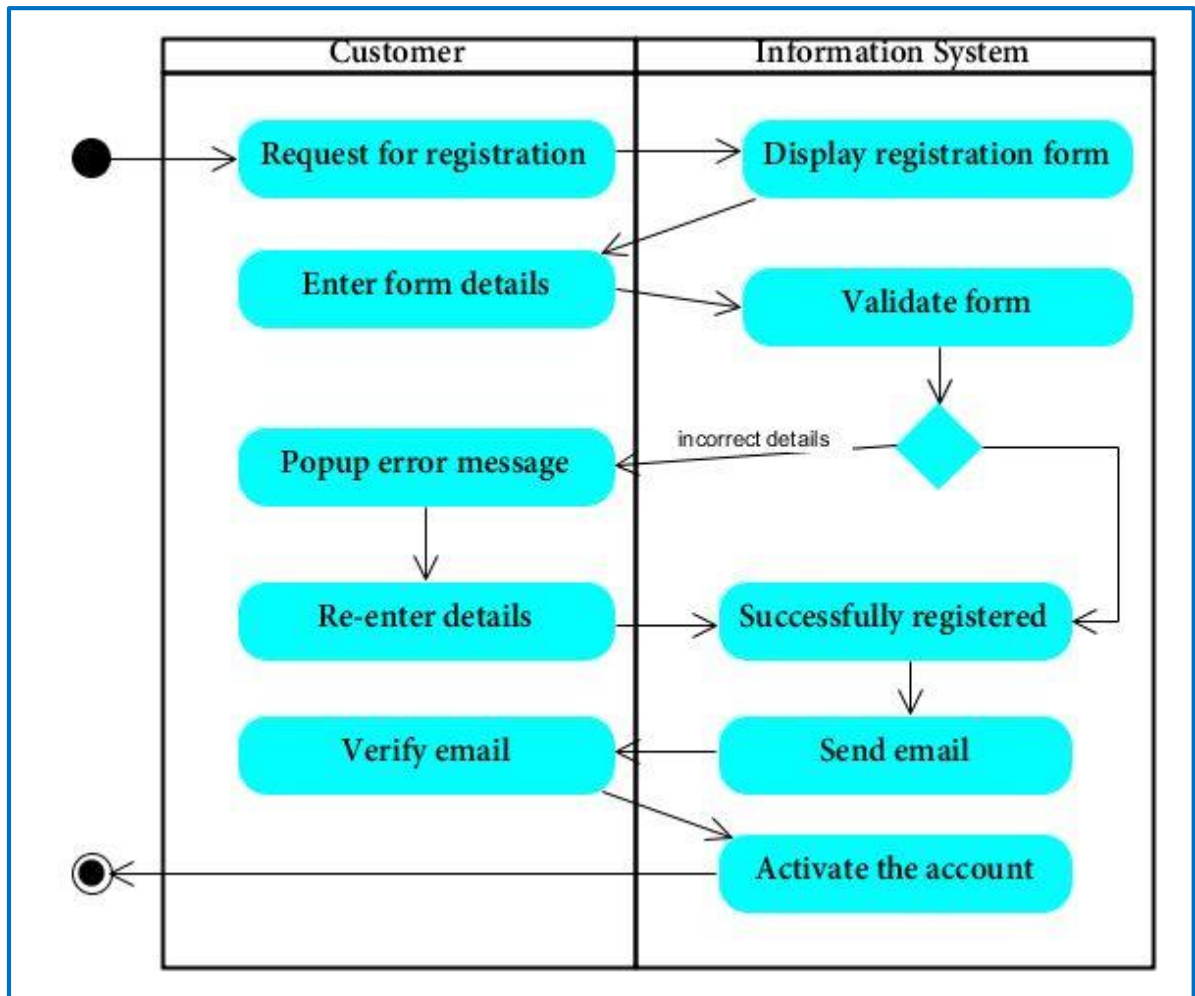 Customer
Information System
Request for registration
Display registration form
Enter form details
Validate form
incorrect details
Popup error message
Re-enter details
Successfully registered
Verify email
Send email
Activate the account